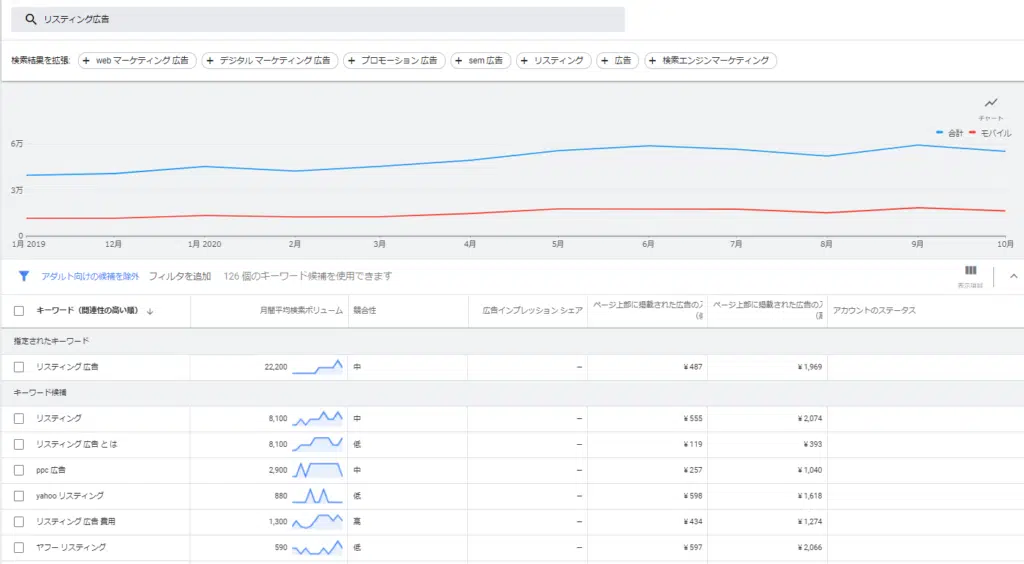 リスティング広告
検索結果を拡張: + web マーケティング 広告 + デジタル マーケティング 広告 + プロモーション 広告 + sem 広告 + リスティング + 広告 + 検索エンジンマーケティング
チャート
合計 モバイル
6万
3万
0
1月 2019 12月 1月 2020 2月 3月 4月 5月 6月 7月 8月 9月 10月
アダルト向けの候補を除外 フィルタを追加 126 個のキーワード候補を使用できます
表示項目
キーワード（関連性の高い順） ↓ 月間平均検索ボリューム 競合性 広告インプレッション シェア ページ上部に掲載された広告の入 ページ上部に掲載された広告の入 アカウントのステータス
指定されたキーワード
リスティング 広告 22,200 中 – – ¥487 ¥1,969
キーワード候補
リスティング 8,100 中 – ¥555 ¥2,074
リスティング 広告 と は 8,100 低 – ¥119 ¥393
ppc 広告 2,900 中 – ¥257 ¥1,040
yahoo リスティング 880 低 – ¥598 ¥1,618
リスティング 広告 費用 1,300 高 – ¥434 ¥1,274
ヤフー リスティング 590 低 – ¥597 ¥2,066